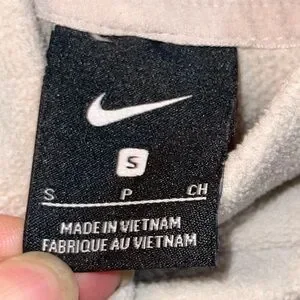 S
S P CH
MADE IN VIETNAM
FABRIQUE AU VIETNAM